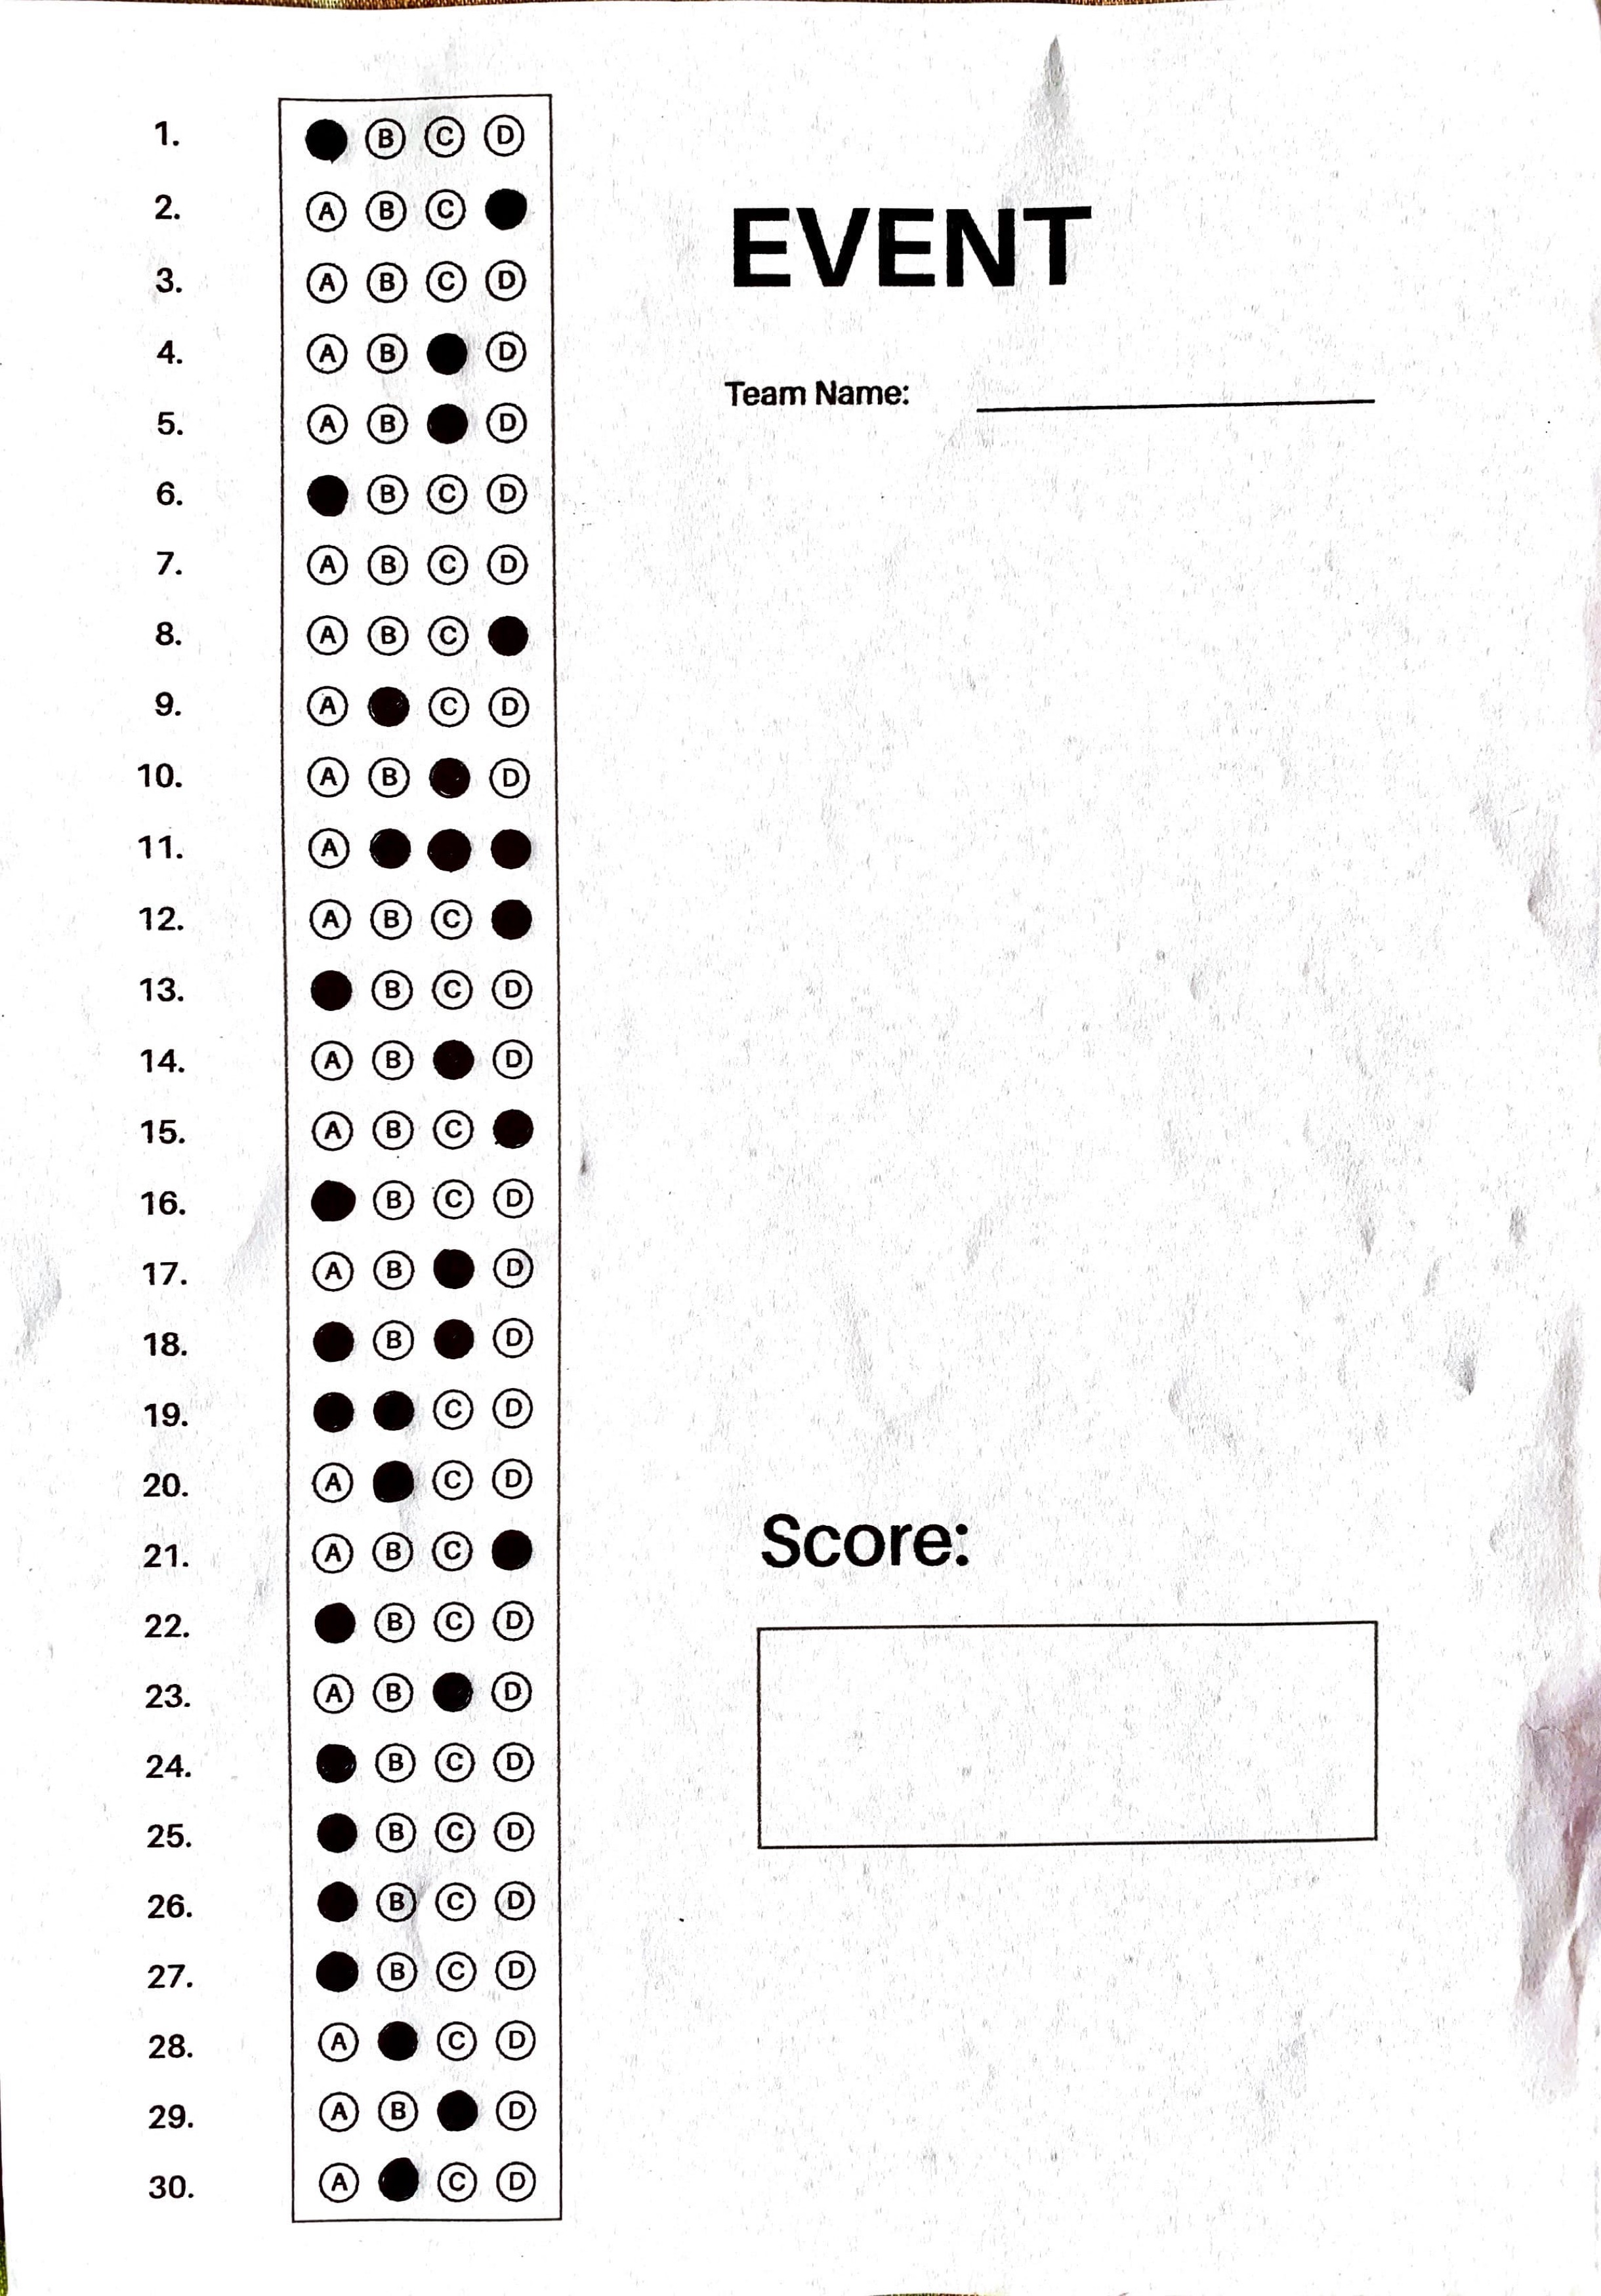 1. B C D
2. A B C
3. A B C D
4. A B D
5. A B D
6. B C D
7. A B C D
8. A B C
9. A C D
10. A B D
11. A
12. A B C
13. B C D
14. A B D
15. A B C
16. B C D
17. A B D
18. B D
19. C D
20. A C D
21. A B C
22. B C D
23. A B D
24. B C D
25. B C D
26. B C D
27. B C D
28. A C D
29. A B D
30. A C D
EVENT
Team Name:
Score: